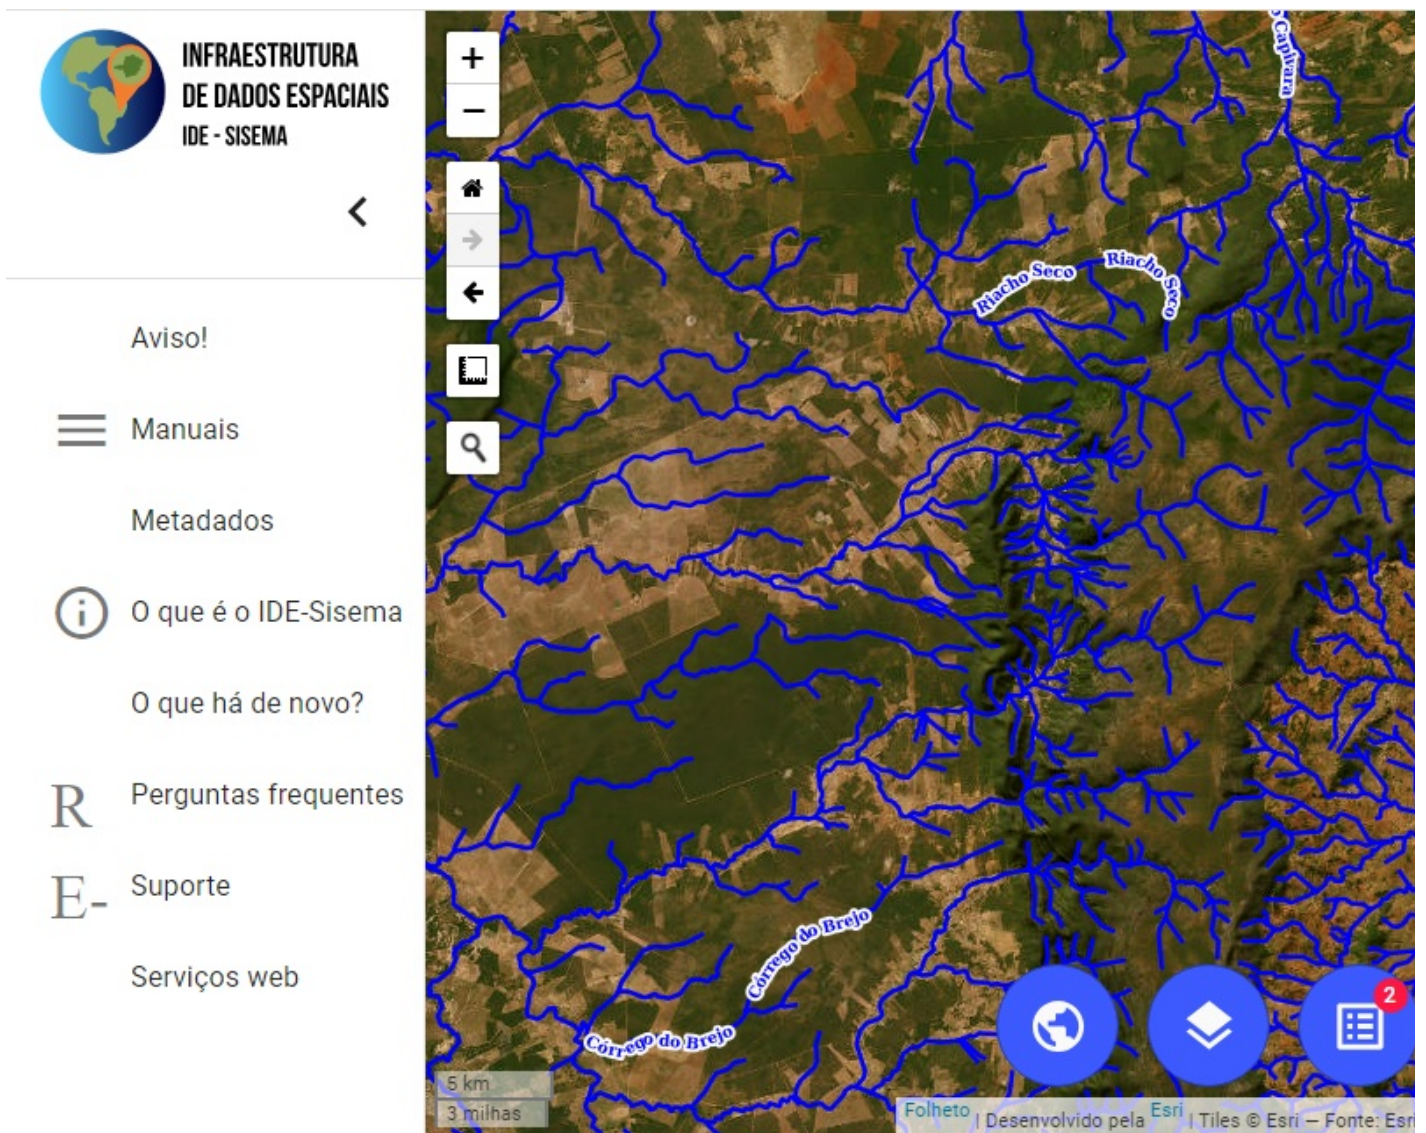 INFRAESTRUTURA
DE DADOS ESPACIAIS
IDE - SISEMA
Aviso!
Manuais
Metadados
O que é o IDE-Sisema
O que há de novo?
R
Perguntas frequentes
E-
Suporte
Serviços web
+
−
o Capivara
Riacho Seco
Riacho Seco
Córrego do Brejo
Córrego do Brejo
2
5 km
3 milhas
Folheto | Desenvolvido pela Esri | Tiles © Esri — Fonte: Esri